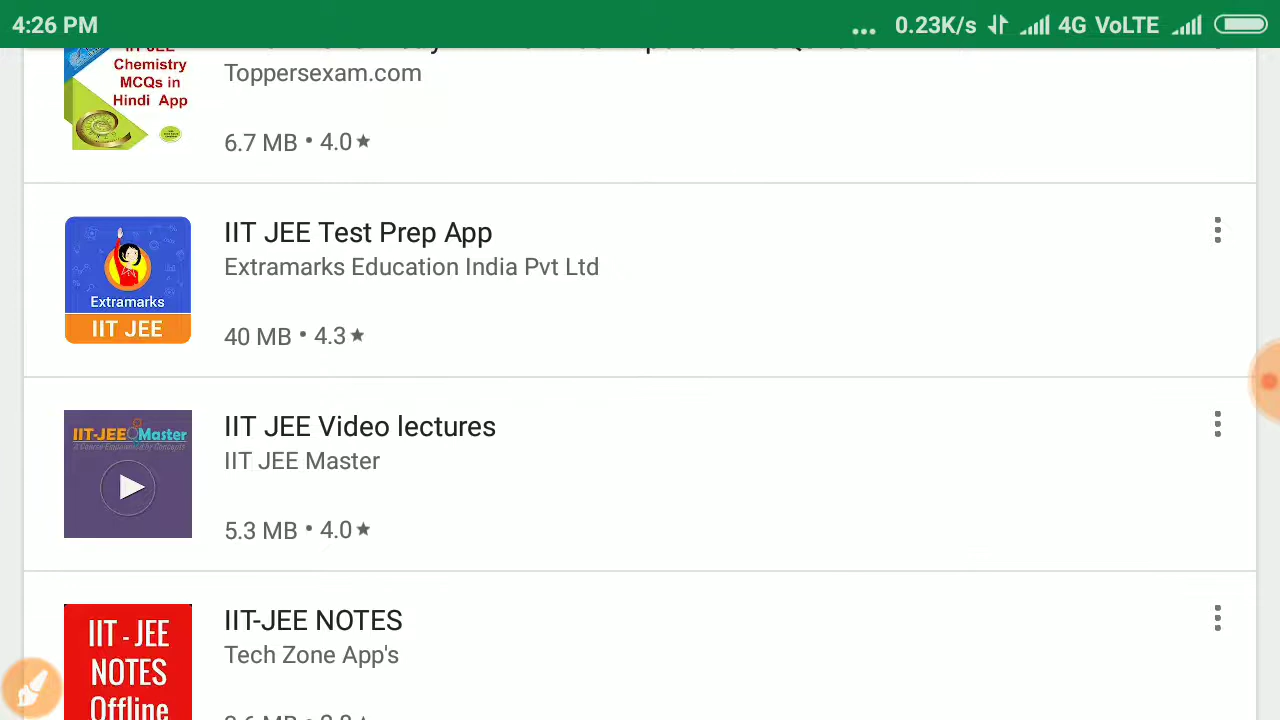 4:26 PM ... 0.23K/s 4G VoLTE
Chemistry
MCQs in
Hindi App
Toppersexam.com
6.7 MB • 4.0★
IIT JEE Test Prep App
Extramarks Education India Pvt Ltd
Extramarks
IIT JEE
40 MB • 4.3★
IIT JEE Video lectures
IIT-JEE Master
IIT JEE Master
5.3 MB • 4.0★
IIT-JEE NOTES
IIT - JEE
NOTES
Offline
Tech Zone App's